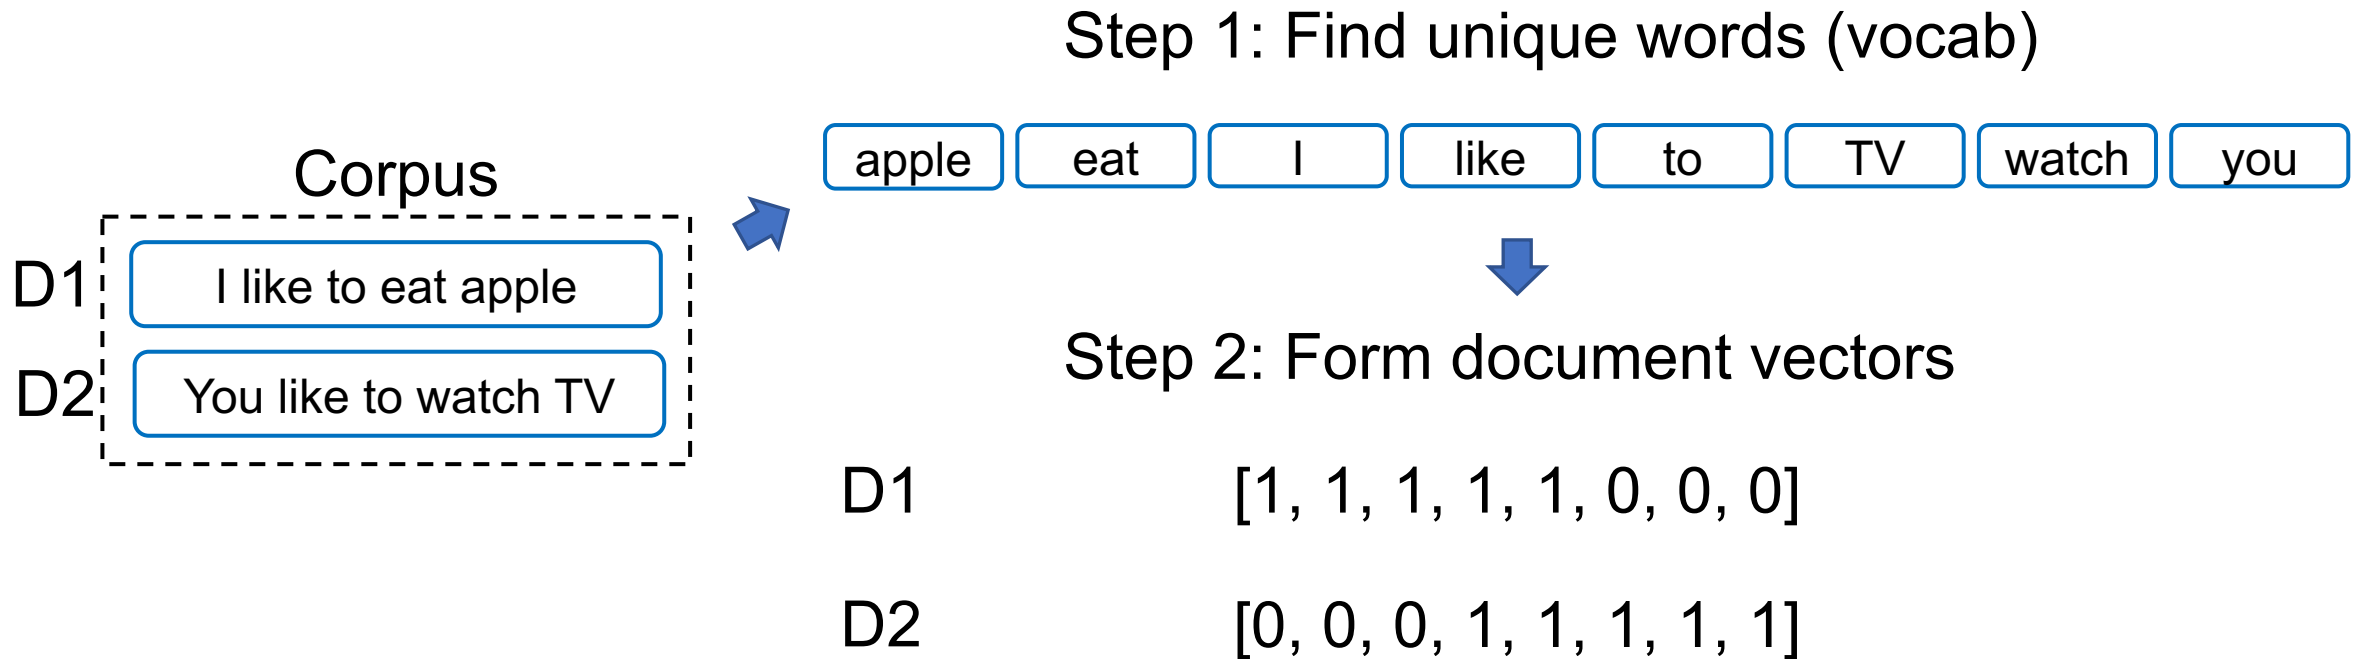 Step 1: Find unique words (vocab)
apple eat I like to TV watch you
Corpus
D1 I like to eat apple
D2 You like to watch TV
Step 2: Form document vectors
D1 [1, 1, 1, 1, 1, 0, 0, 0]
D2 [0, 0, 0, 1, 1, 1, 1, 1]